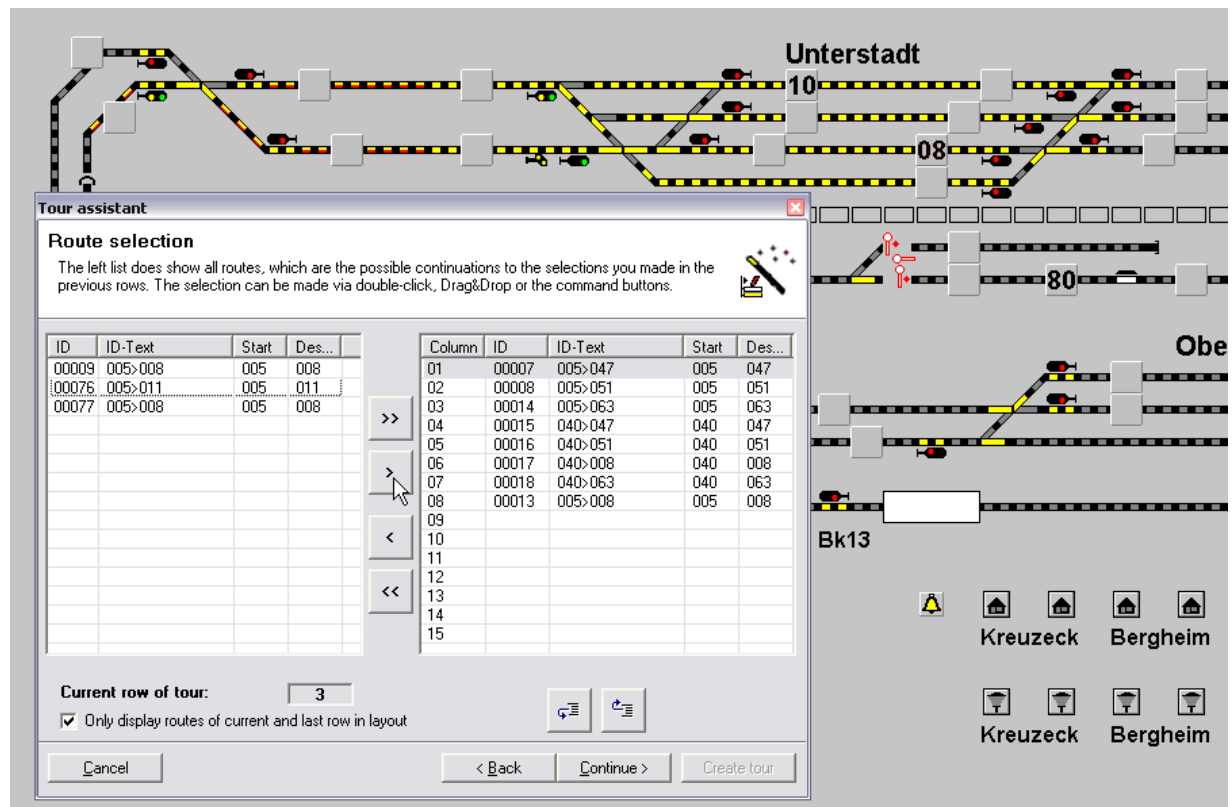 Unterstadt
10
08
Tour assistant
Route selection
The left list does show all routes, which are the possible continuations to the selections you made in the
previous rows. The selection can be made via double-click, Drag&Drop or the command buttons.
80
Obe
ID ID-Text Start Des...
00009 005>008 005 008
00076 005>011 005 011
00077 005>008 005 008
>>
>
<
<<
Column ID ID-Text Start Des...
01 00007 005>047 005 047
02 00008 005>051 005 051
03 00014 005>063 005 063
04 00015 040>047 040 047
05 00016 040>051 040 051
06 00017 040>008 040 008
07 00018 040>063 040 063
08 00013 005>008 005 008
09
10
11
12
13
14
15
Bk13
Kreuzeck Bergheim
Kreuzeck Bergheim
Current row of tour: 3
Only display routes of current and last row in layout
Cancel
< Back
Continue >
Create tour